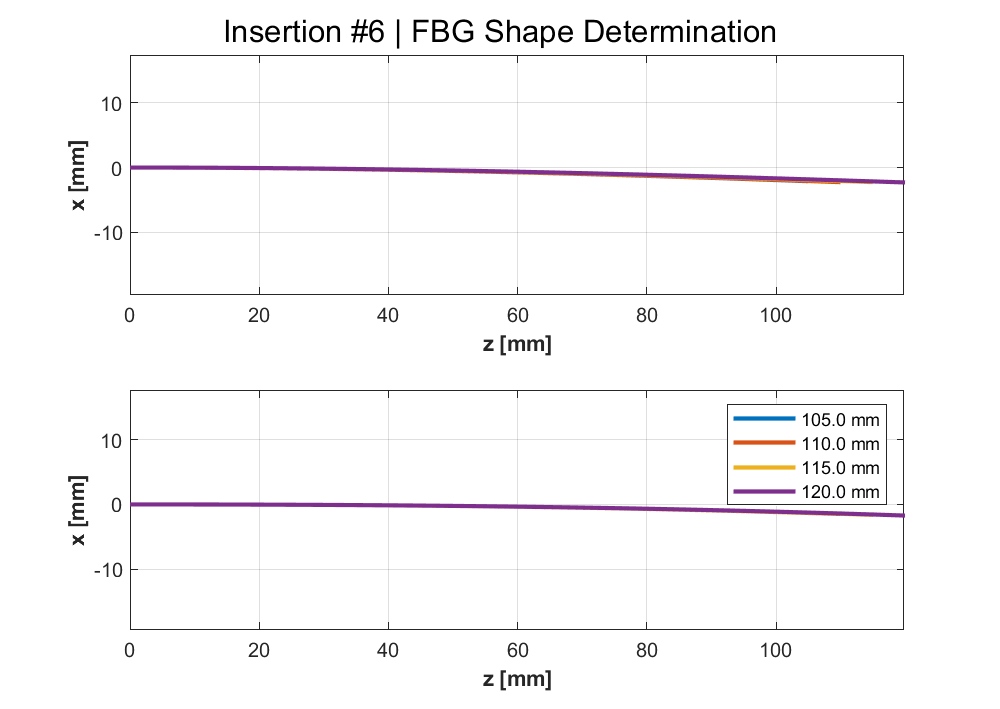 Insertion #6 | FBG Shape Determination
10
0
-10
x [mm]
0 20 40 60 80 100
z [mm]
10
0
-10
x [mm]
105.0 mm
110.0 mm
115.0 mm
120.0 mm
0 20 40 60 80 100
z [mm]